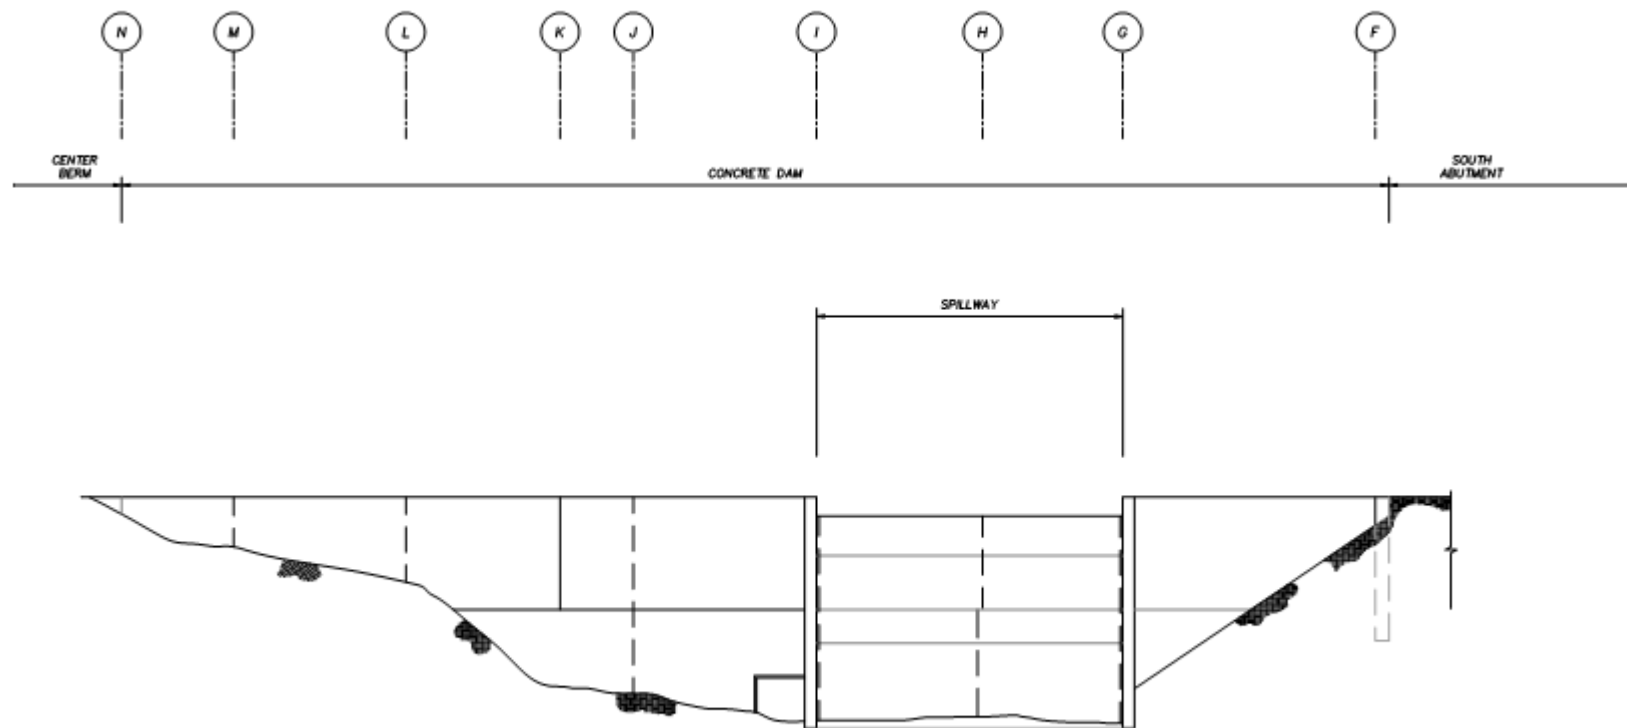 N M L K J I H G F
CENTER
BERM
CONCRETE DAM
SOUTH
ABUTMENT
SPILLWAY